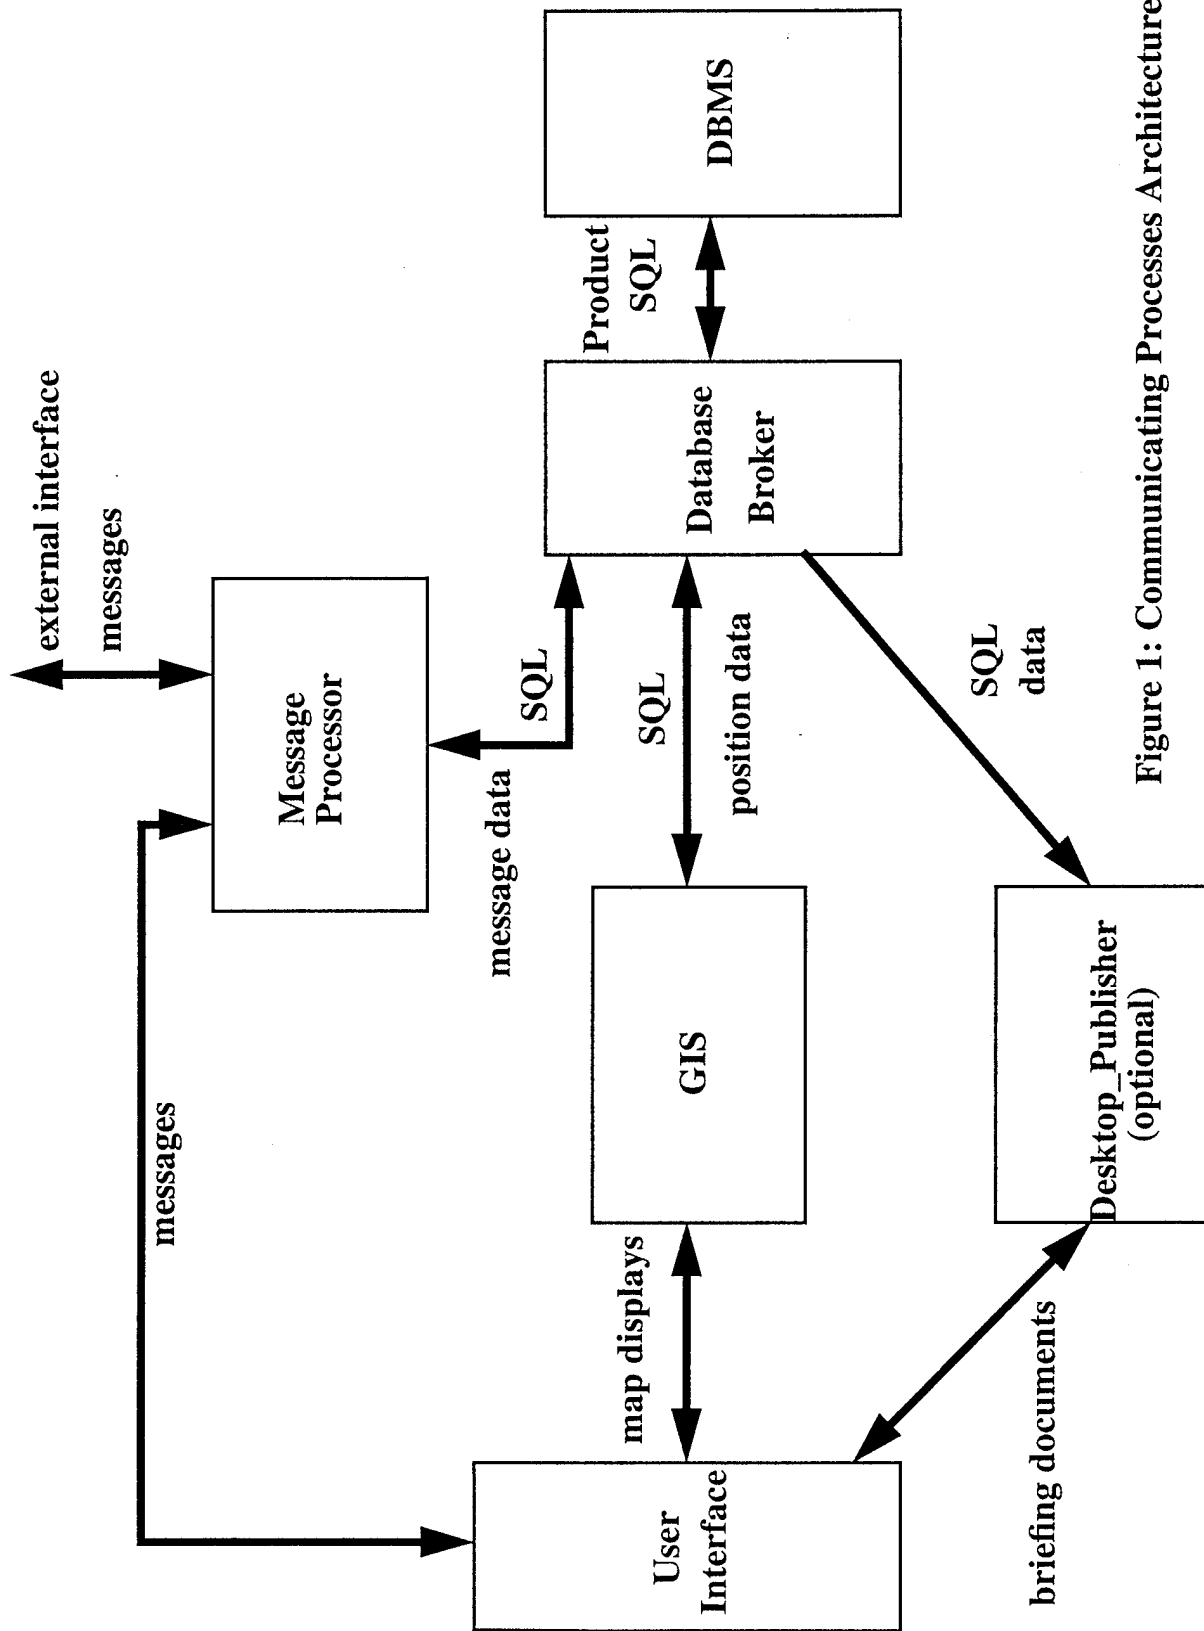 external interface
messages
messages
Message
Processor
message data
SQL
User
Interface
map displays
GIS
SQL
position data
Database
Broker
Product
SQL
DBMS
briefing documents
Desktop_Publisher
(optional)
SQL
data
Figure 1: Communicating Processes Architecture